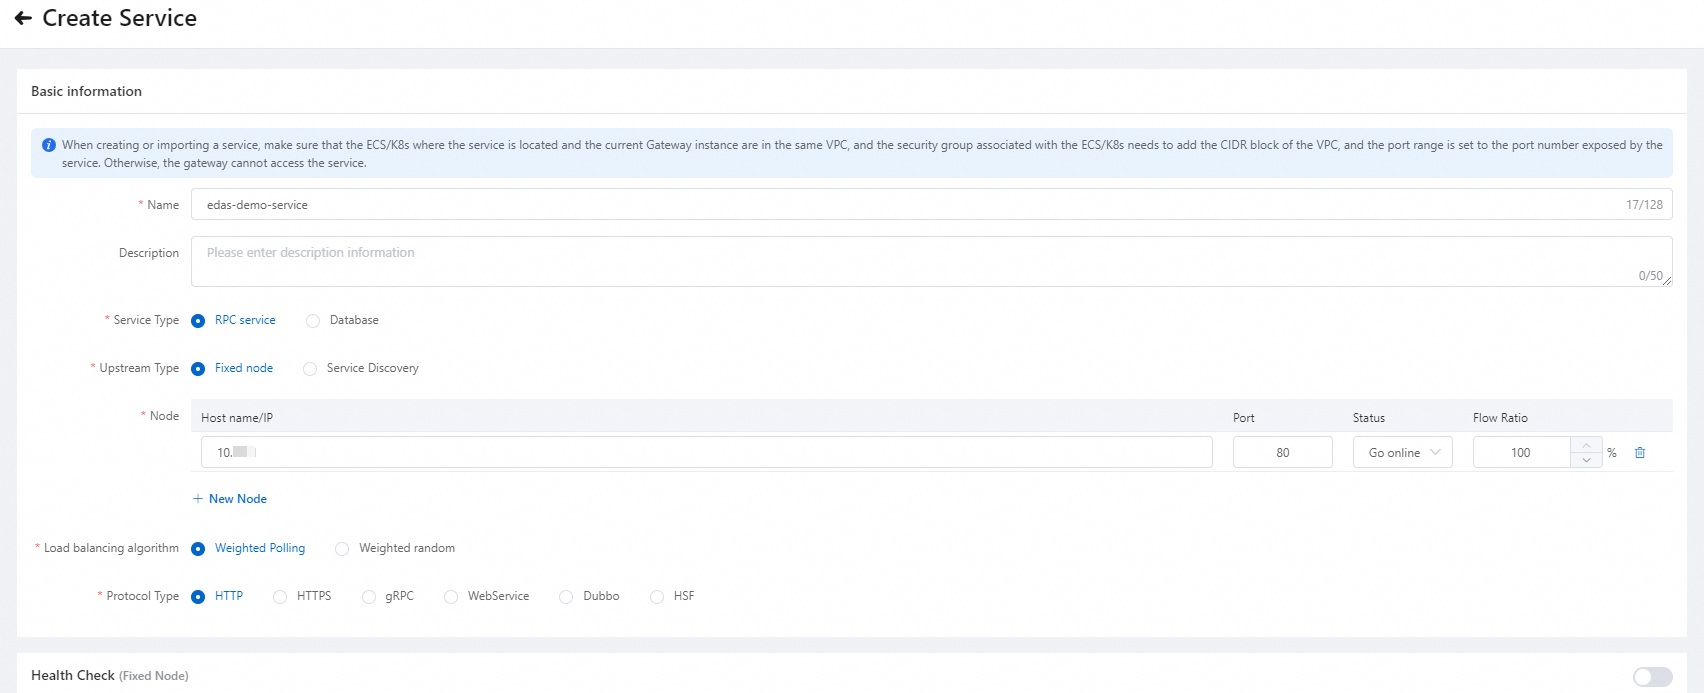 Create Service
Basic information
When creating or importing a service, make sure that the ECS/K8s where the service is located and the current Gateway instance are in the same VPC, and the security group associated with the ECS/K8s needs to add the CIDR block of the VPC, and the port range is set to the port number exposed by the
service. Otherwise, the gateway cannot access the service.
* Name edas-demo-service 17/128
Description Please enter description information
0/50
* Service Type RPC service Database
* Upstream Type Fixed node Service Discovery
* Node Host name/IP Port Status Flow Ratio
10. 80 Go online 100 %
+ New Node
* Load balancing algorithm Weighted Polling Weighted random
* Protocol Type HTTP HTTPS gRPC WebService Dubbo HSF
Health Check (Fixed Node)